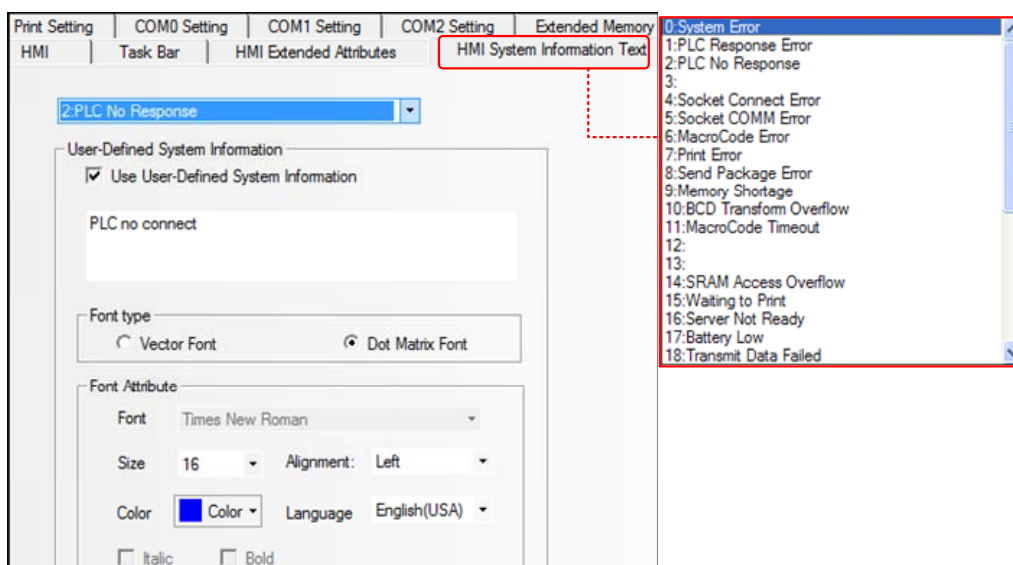 Print Setting COM0 Setting COM1 Setting COM2 Setting Extended Memory
HMI Task Bar HMI Extended Attributes HMI System Information Text
2:PLC No Response
User-Defined System Information
Use User-Defined System Information
PLC no connect
Font type
Vector Font Dot Matrix Font
Font Attribute
Font Times New Roman
Size 16 Alignment: Left
Color Color Language English(USA)
Italic Bold
0:System Error
1:PLC Response Error
2:PLC No Response
3:
4:Socket Connect Error
5:Socket COMM Error
6:MacroCode Error
7:Print Error
8:Send Package Error
9:Memory Shortage
10:BCD Transform Overflow
11:MacroCode Timeout
12:
13:
14:SRAM Access Overflow
15:Waiting to Print
16:Server Not Ready
17:Battery Low
18:Transmit Data Failed